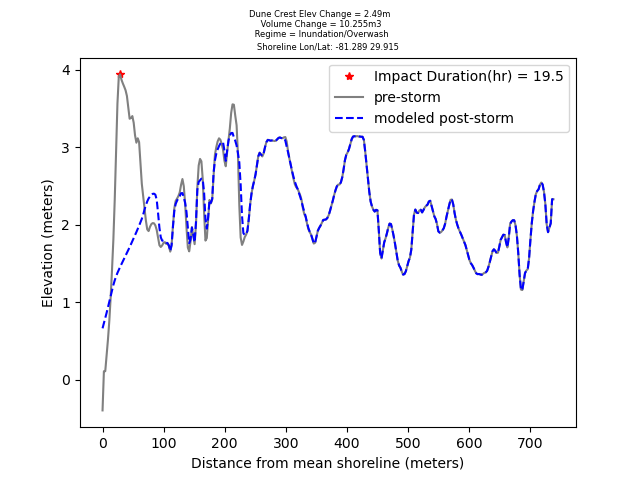 Dune Crest Elev Change = 2.49m
Volume Change = 10.255m3
Regime = Inundation/Overwash
Shoreline Lon/Lat: -81.289 29.915
Impact Duration(hr) = 19.5
pre-storm
modeled post-storm
Elevation (meters)
4
3
2
1
0
0 100 200 300 400 500 600 700
Distance from mean shoreline (meters)